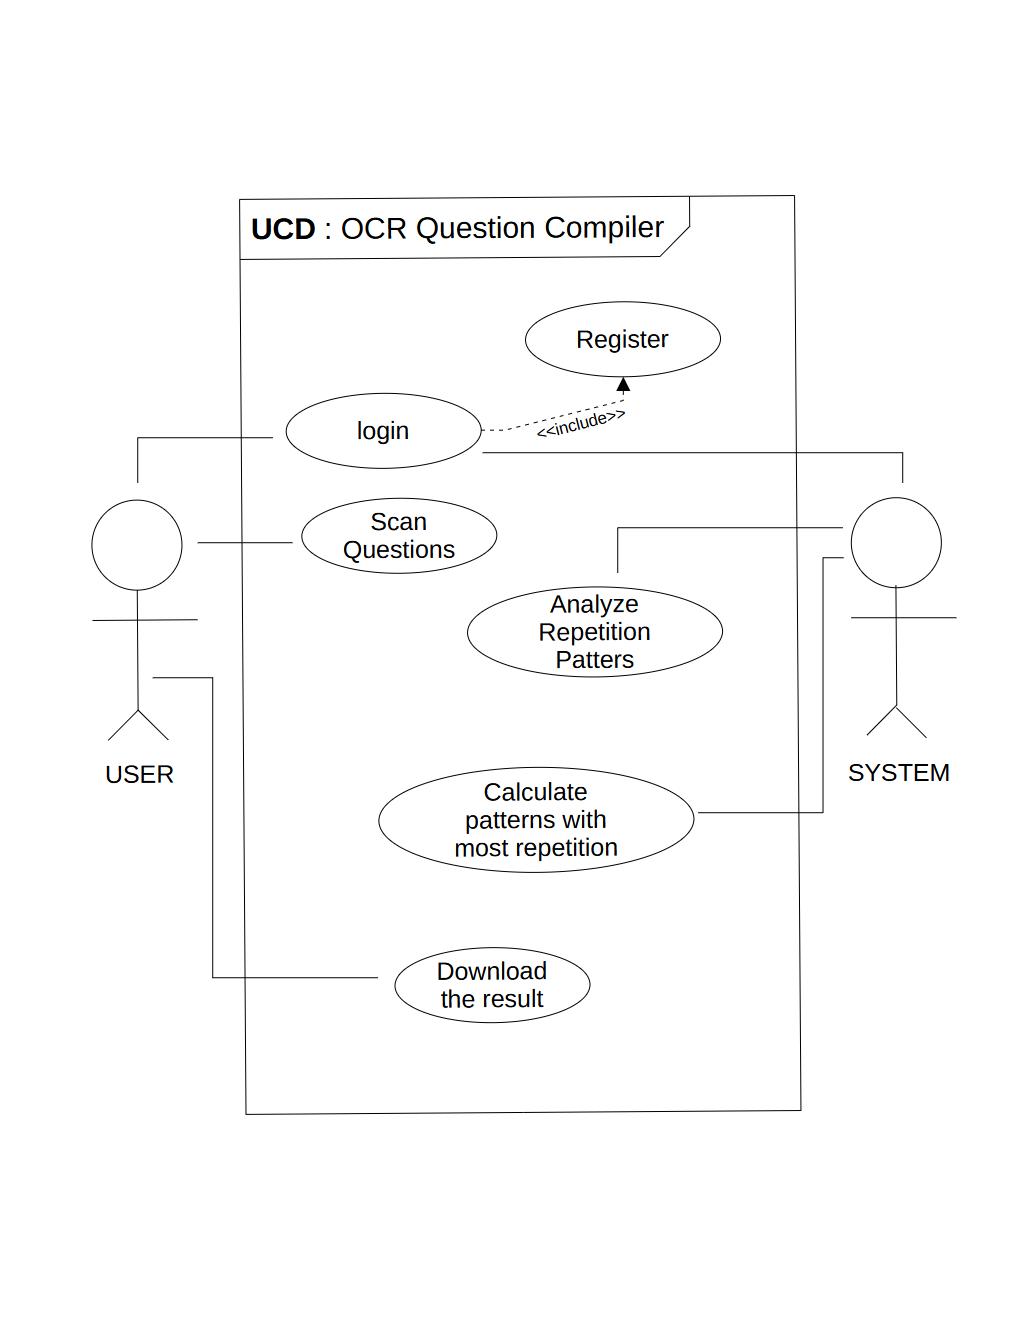 UCD : OCR Question Compiler
Register
login
<<include>>
Scan
Questions
Analyze
Repetition
Patters
USER
SYSTEM
Calculate
patterns with
most repetition
Download
the result